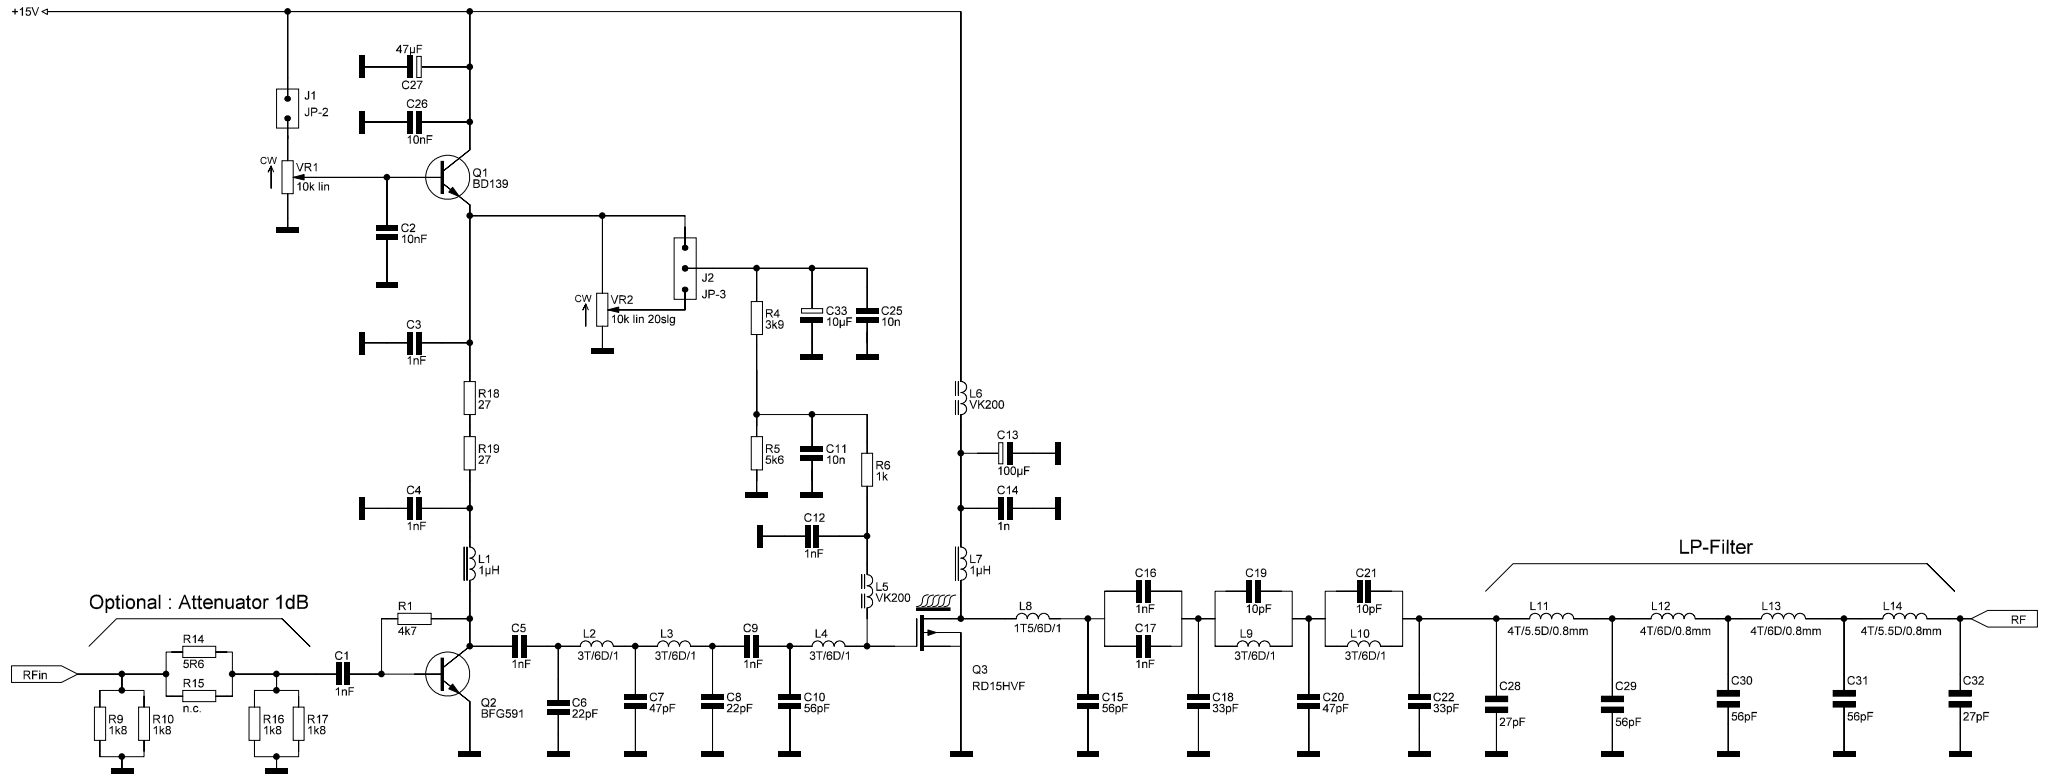 +15V
47µF
C27
J1
JP-2
C26
10nF
CW
VR1
10k lin
Q1
BD139
C2
10nF
J2
JP-3
CW
VR2
10k lin 20slg
R4
3k9
C33
10µF
C25
10n
C3
1nF
R18
27
L6
VK200
R19
27
R5
5k6
C11
10n
R6
1k
C13
100µF
C4
1nF
C12
1nF
C14
1n
L1
1µH
L5
VK200
L7
1µH
LP-Filter
Optional : Attenuator 1dB
R1
4k7
C16
1nF
C19
10pF
C21
10pF
L8
1T5/6D/1
L11
4T/5.5D/0.8mm
L12
4T/6D/0.8mm
L13
4T/6D/0.8mm
L14
4T/5.5D/0.8mm
RF
R14
5R6
C5
1nF
L2
3T/6D/1
L3
3T/6D/1
C9
1nF
L4
3T/6D/1
C17
1nF
L9
3T/6D/1
L10
3T/6D/1
RFin
R15
n.c.
C1
1nF
Q2
BFG591
Q3
RD15HVF
R9
1k8
R10
1k8
R16
1k8
R17
1k8
C6
22pF
C7
47pF
C8
22pF
C10
56pF
C15
56pF
C18
33pF
C20
47pF
C22
33pF
C28
27pF
C29
56pF
C30
56pF
C31
56pF
C32
27pF